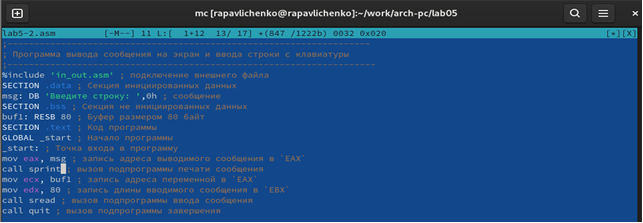 mc [rapavlichenko@rapavlichenko]:~/work/arch-pc/lab05
lab5-2.asm [-M--] 11 L:[ 1+12 13/ 17] *(847 /1222b) 0032 0x020 [*][X]
;--------------------------------------------------------------------
; Программа вывода сообщения на экран и ввода строки с клавиатуры
;---------------------------------------------------------------------
%include 'in_out.asm' ; подключение внешнего файла
SECTION .data ; Секция инициированных данных
msg: DB 'Введите строку: ',0h ; сообщение
SECTION .bss ; Секция не инициированных данных
buf1: RESB 80 ; Буфер размером 80 байт
SECTION .text ; Код программы
GLOBAL _start ; Начало программы
_start: ; Точка входа в программу
mov eax, msg ; запись адреса выводимого сообщения в `EAX`
call sprint ; вызов подпрограммы печати сообщения
mov ecx, buf1 ; запись адреса переменной в `EAX`
mov edx, 80 ; запись длины вводимого сообщения в `EBX`
call sread ; вызов подпрограммы ввода сообщения
call quit ; вызов подпрограммы завершения